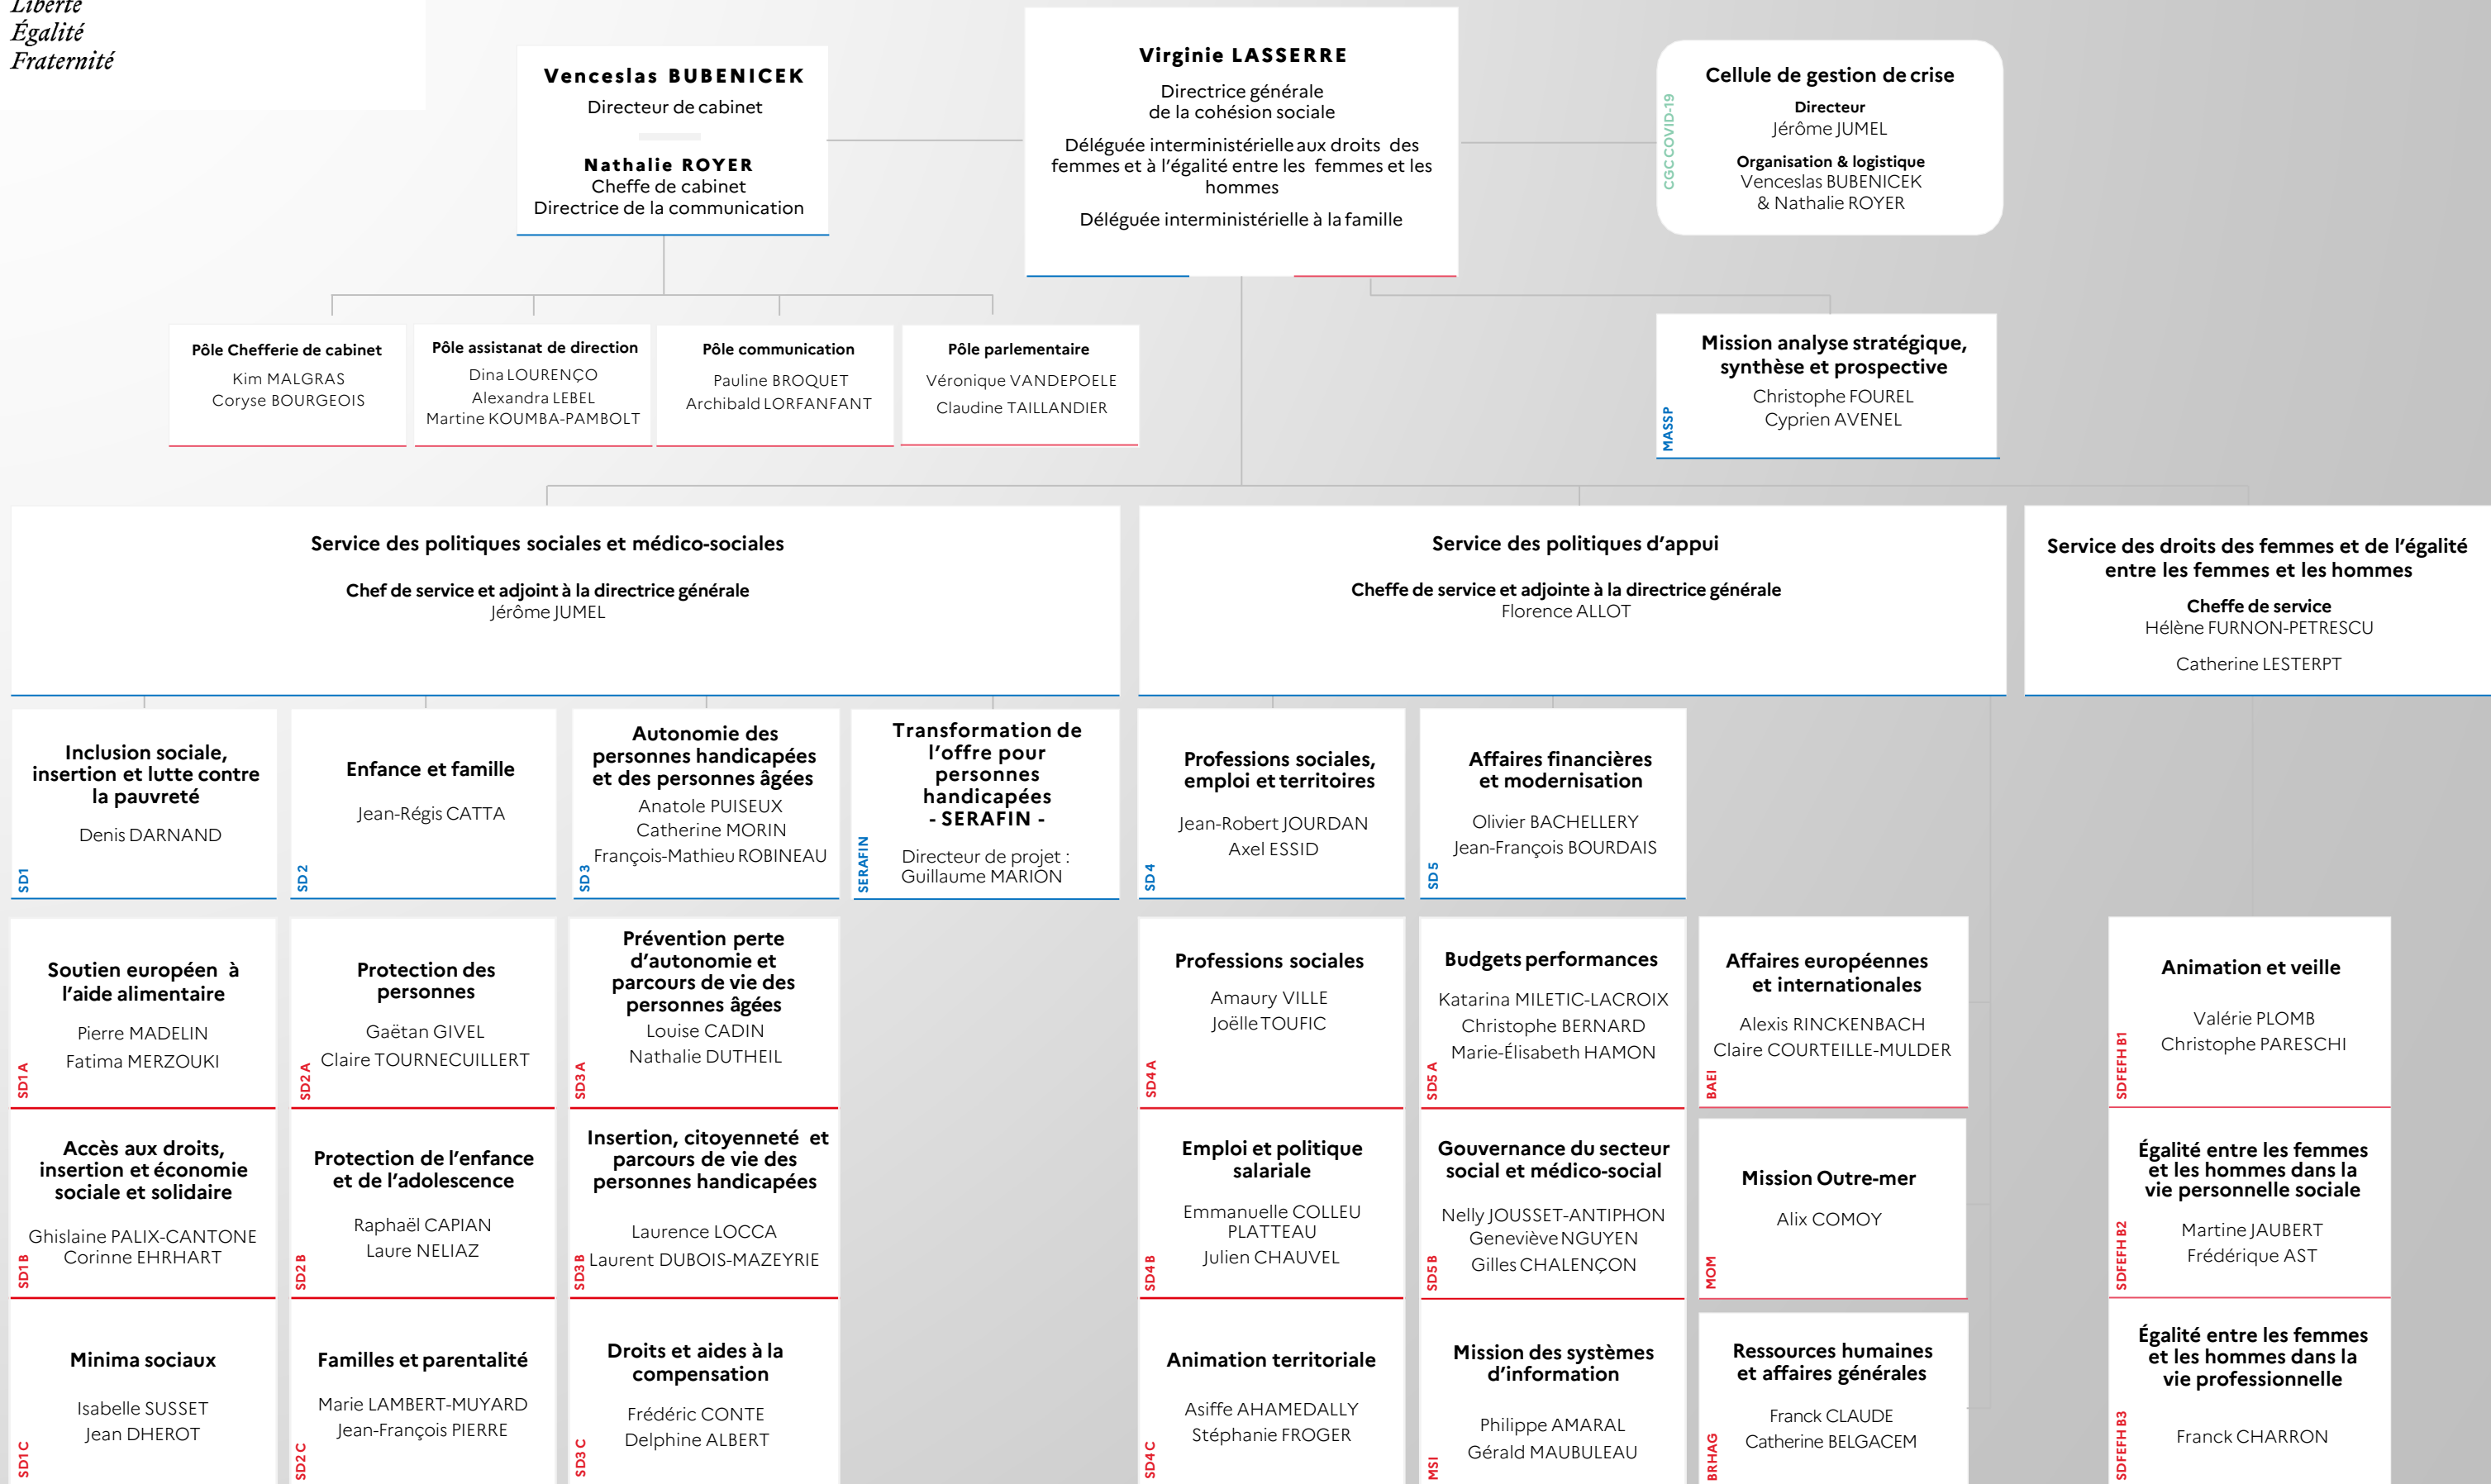 Liberté
Égalité
Fraternité
Venceslas BUBENICEK
Directeur de cabinet
Nathalie ROYER
Cheffe de cabinet
Directrice de la communication
Virginie LASSERRE
Directrice générale
de la cohésion sociale
Déléguée interministérielle aux droits des
femmes et à l'égalité entre les femmes et les
hommes
Déléguée interministérielle à la famille
CGC COVID-19
Cellule de gestion de crise
Directeur
Jérôme JUMEL
Organisation & logistique
Venceslas BUBENICEK
& Nathalie ROYER
Pôle Chefferie de cabinet
Kim MALGRAS
Coryse BOURGEOIS
Pôle assistanat de direction
Dina LOURENÇO
Alexandra LEBEL
Martine KOUMBA-PAMBOLT
Pôle communication
Pauline BROQUET
Archibald LORFANFANT
Pôle parlementaire
Véronique VANDEPOELE
Claudine TAILLANDIER
MASSP
Mission analyse stratégique,
synthèse et prospective
Christophe FOUREL
Cyprien AVENEL
Service des politiques sociales et médico-sociales
Chef de service et adjoint à la directrice générale
Jérôme JUMEL
Service des politiques d'appui
Cheffe de service et adjointe à la directrice générale
Florence ALLOT
Service des droits des femmes et de l'égalité
entre les femmes et les hommes
Cheffe de service
Hélène FURNON-PETRESCU
Catherine LESTERPT
SD1
Inclusion sociale,
insertion et lutte contre
la pauvreté
Denis DARNAND
SD2
Enfance et famille
Jean-Régis CATTA
SD3
Autonomie des
personnes handicapées
et des personnes âgées
Anatole PUISEUX
Catherine MORIN
François-Mathieu ROBINEAU
SERAFIN
Transformation de
l'offre pour
personnes
handicapées
- SERAFIN -
Directeur de projet :
Guillaume MARION
SD4
Professions sociales,
emploi et territoires
Jean-Robert JOURDAN
Axel ESSID
SD5
Affaires financières
et modernisation
Olivier BACHELLERY
Jean-François BOURDAIS
SD1A
Soutien européen à
l'aide alimentaire
Pierre MADELIN
Fatima MERZOUKI
SD2A
Protection des
personnes
Gaëtan GIVEL
Claire TOURNECUILLERT
SD3A
Prévention perte
d'autonomie et
parcours de vie des
personnes âgées
Louise CADIN
Nathalie DUTHEIL
SD4A
Professions sociales
Amaury VILLE
Joëlle TOUFIC
SD5A
Budgets performances
Katarina MILETIC-LACROIX
Christophe BERNARD
Marie-Élisabeth HAMON
BAEI
Affaires européennes
et internationales
Alexis RINCKENBACH
Claire COURTEILLE-MULDER
SDFEFH B1
Animation et veille
Valérie PLOMB
Christophe PARESCHI
SD1B
Accès aux droits,
insertion et économie
sociale et solidaire
Ghislaine PALIX-CANTONE
Corinne EHRHART
SD2B
Protection de l'enfance
et de l'adolescence
Raphaël CAPIAN
Laure NELIAZ
SD3B
Insertion, citoyenneté et
parcours de vie des
personnes handicapées
Laurence LOCCA
Laurent DUBOIS-MAZEYRIE
SD4B
Emploi et politique
salariale
Emmanuelle COLLEU
PLATTEAU
Julien CHAUVEL
SD5B
Gouvernance du secteur
social et médico-social
Nelly JOUSSET-ANTIPHON
Geneviève NGUYEN
Gilles CHALENÇON
MOM
Mission Outre-mer
Alix COMOY
SDFEFH B2
Égalité entre les femmes
et les hommes dans la
vie personnelle sociale
Martine JAUBERT
Frédérique AST
SD1C
Minima sociaux
Isabelle SUSSET
Jean DHEROT
SD2C
Familles et parentalité
Marie LAMBERT-MUYARD
Jean-François PIERRE
SD3C
Droits et aides à la
compensation
Frédéric CONTE
Delphine ALBERT
SD4C
Animation territoriale
Asiffe AHAMEDALLY
Stéphanie FROGER
MSI
Mission des systèmes
d'information
Philippe AMARAL
Gérald MAUBULEAU
BRHAG
Ressources humaines
et affaires générales
Franck CLAUDE
Catherine BELGACEM
SDFEFH B3
Égalité entre les femmes
et les hommes dans la
vie professionnelle
Franck CHARRON